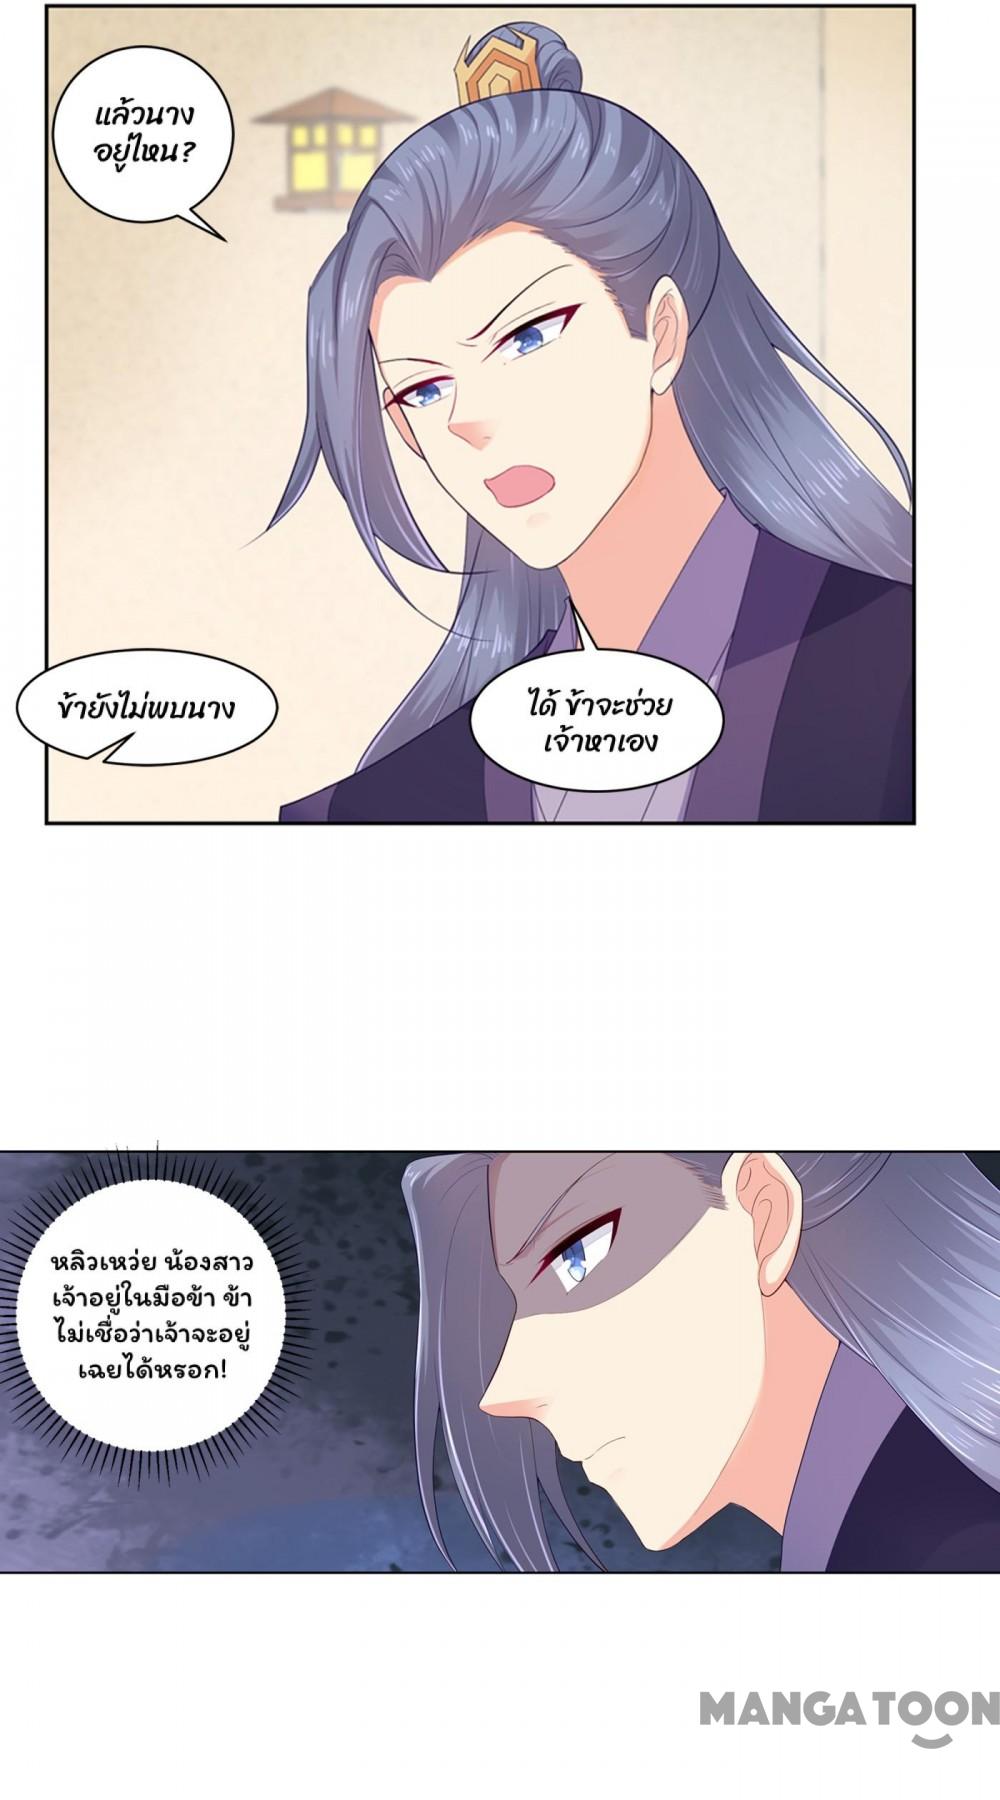 แล้วนาง
อยู่ไหน?
ข้ายังไม่พบนาง
ได้ ข้าจะช่วย
เจ้าหาเอง
หลิวเหว่ย น้องสาว
เจ้าอยู่ในมือข้า ข้า
ไม่เชื่อว่าเจ้าจะอยู่
เฉยได้หรอก!
MANGATOON